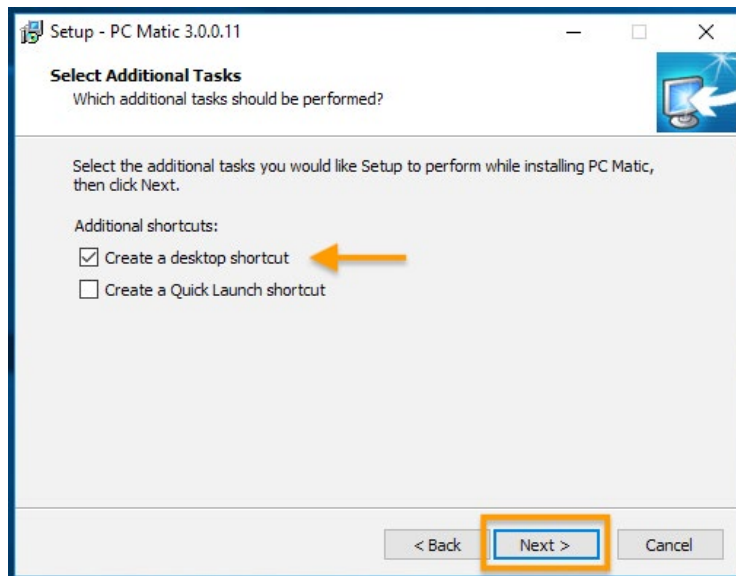 Setup - PC Matic 3.0.0.11
Select Additional Tasks
Which additional tasks should be performed?
Select the additional tasks you would like Setup to perform while installing PC Matic,
then click Next.
Additional shortcuts:
Create a desktop shortcut
Create a Quick Launch shortcut
< Back Next > Cancel